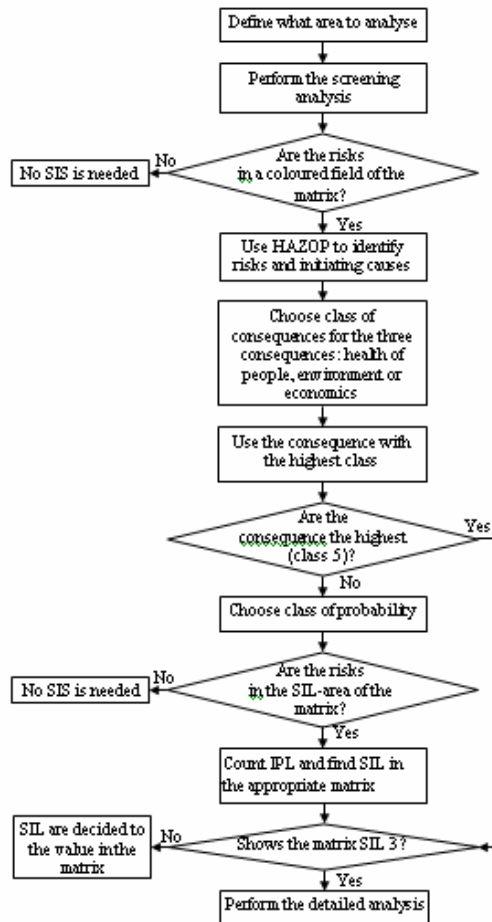 Define what area to analyse
Perform the screening
analysis
Are the risks
in a coloured field of the
matrix?
No
No SIS is needed
Yes
Use HAZOP to identify
risks and initiating causes
Choose class of
consequences for the three
consequences: health of
people, environment or
economics
Use the consequence with
the highest class
Are the
consequence the highest
(class 5)?
Yes
No
Choose class of probability
Are the risks
in the SIL-area of the
matrix?
No
No SIS is needed
Yes
Count IPL and find SIL in
the appropriate matrix
Shows the matrix SIL 3?
No
SIL are decided to
the value in the
matrix
Yes
Perform the detailed analysis